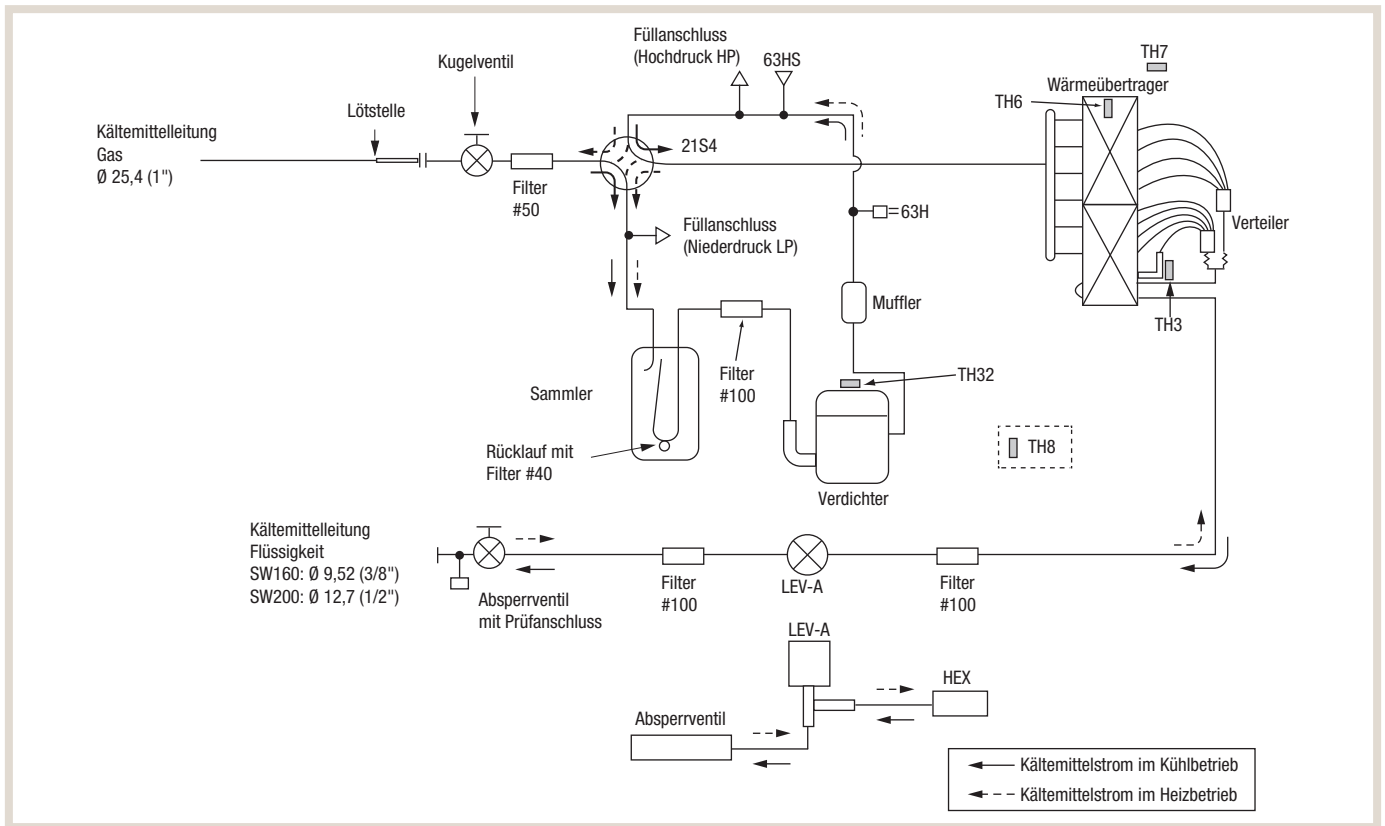 Füllanschluss
(Hochdruck HP)
63HS
TH7
Kugelventil
Wärmeübertrager
TH6
Lötstelle
Kältemittelleitung
Gas
Ø 25,4 (1")
21S4
Filter
#50
63H
Verteiler
Füllanschluss
(Niederdruck LP)
Muffler
TH3
Filter
#100
TH32
Sammler
Rücklauf mit
Filter #40
TH8
Verdichter
Kältemittelleitung
Flüssigkeit
SW160: Ø 9,52 (3/8")
SW200: Ø 12,7 (1/2")
Absperrventil
mit Prüfanschluss
Filter
#100
LEV-A
Filter
#100
LEV-A
HEX
Absperrventil
Kältemittelstrom im Kühlbetrieb
Kältemittelstrom im Heizbetrieb